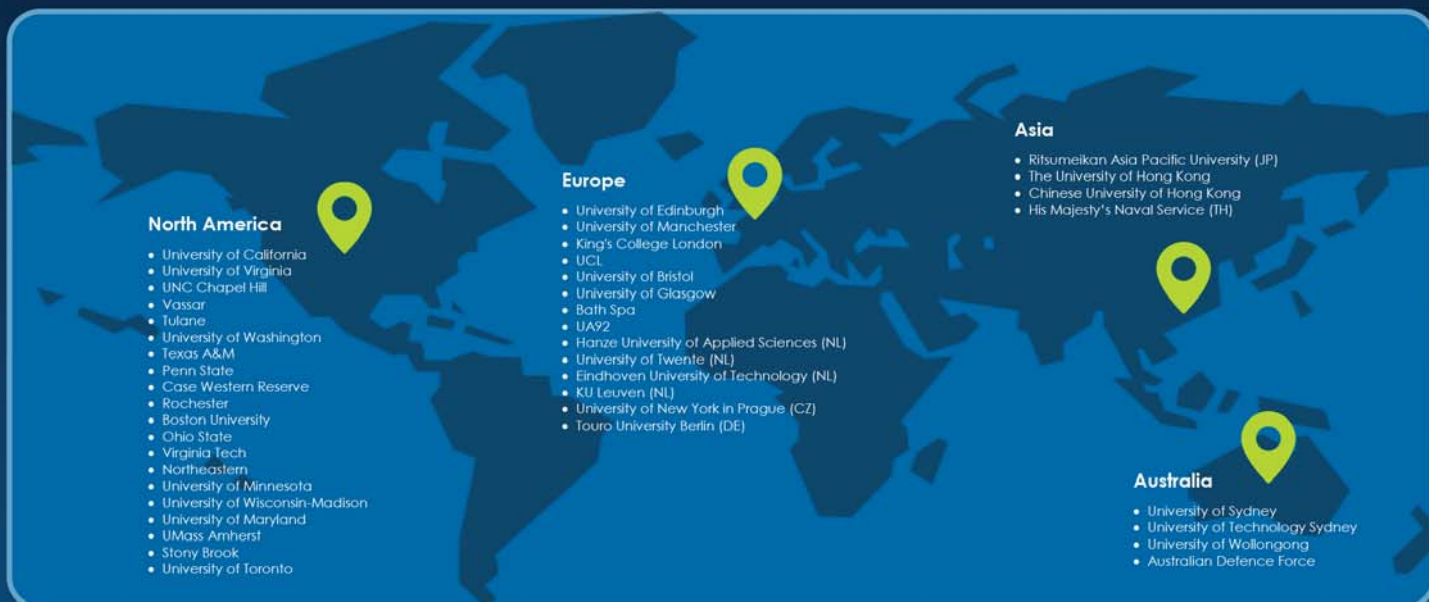 North America
• University of California
• University of Virginia
• UNC Chapel Hill
• Vassar
• Tulane
• University of Washington
• Texas A&M
• Penn State
• Case Western Reserve
• Rochester
• Boston University
• Ohio State
• Virginia Tech
• Northeastern
• University of Minnesota
• University of Wisconsin-Madison
• University of Maryland
• UMass Amherst
• Stony Brook
• University of Toronto
Europe
• University of Edinburgh
• University of Manchester
• King's College London
• UCL
• University of Bristol
• University of Glasgow
• Bath Spa
• UA92
• Hanze University of Applied Sciences (NL)
• University of Twente (NL)
• Eindhoven University of Technology (NL)
• KU Leuven (NL)
• University of New York in Prague (CZ)
• Touro University Berlin (DE)
Asia
• Ritsumeikan Asia Pacific University (JP)
• The University of Hong Kong
• Chinese University of Hong Kong
• His Majesty's Naval Service (TH)
Australia
• University of Sydney
• University of Technology Sydney
• University of Wollongong
• Australian Defence Force